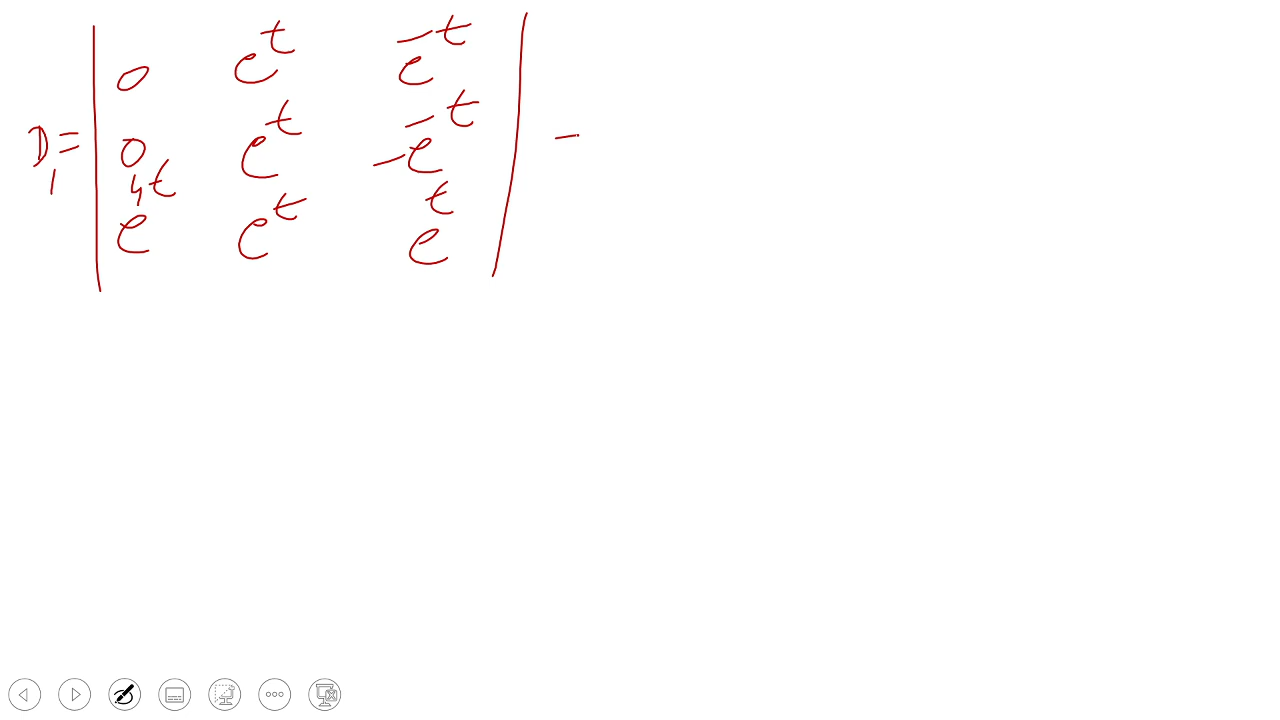 0 e^t e^-t
D₁ = 0 e^t -e^-t =
e^4t e^t e^t